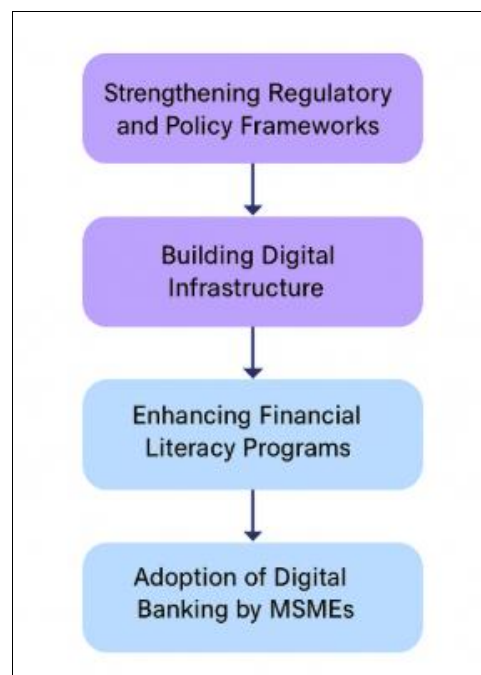 Strengthening Regulatory
and Policy Frameworks
Building Digital
Infrastructure
Enhancing Financial
Literacy Programs
Adoption of Digital
Banking by MSMEs